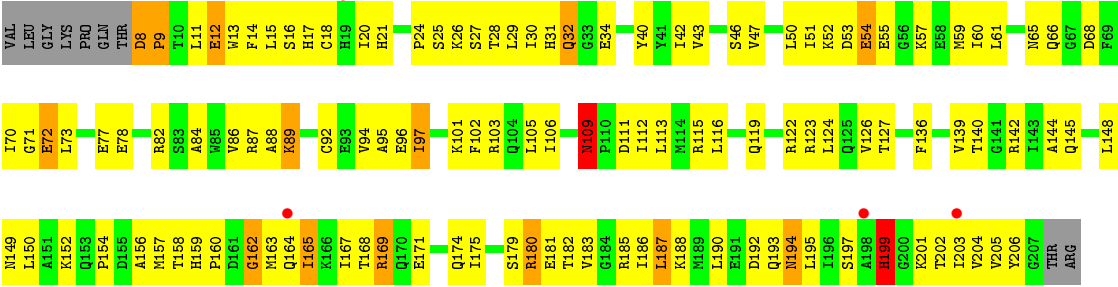 VAL LEU GLY LYS PRO GLN THR D8 P9 T10 L11 E12 W13 F14 L15 S16 H17 C18 H19 I20 H21 P24 S25 K26 S27 T28 L29 I30 H31 Q32 G33 E34 Y40 Y41 I42 V43 S46 V47 L50 I51 K52 D53 E54 E55 G56 K57 E58 M59 I60 L61 N65 Q66 G67 D68 F69
I70 G71 E72 L73 E77 E78 R82 S83 A84 W85 V86 R87 A88 K89 C92 E93 V94 A95 E96 I97 K101 F102 R103 Q104 L105 I106 N109 P110 D111 I112 L113 M114 R115 L116 Q119 R122 R123 L124 Q125 V126 T127 F136 V139 T140 G141 R142 I143 A144 Q145 L148
N149 L150 A151 K152 Q153 P154 D155 A156 M157 T158 H159 P160 D161 G162 M163 Q164 I165 K166 I167 T168 R169 Q170 E171 Q174 I175 S179 R180 E181 T182 V183 G184 R185 I186 L187 K188 M189 L190 E191 D192 Q193 N194 L195 I196 S197 A198 H199 G200 K201 T202 I203 V204 V205 Y206 G207 THR ARG